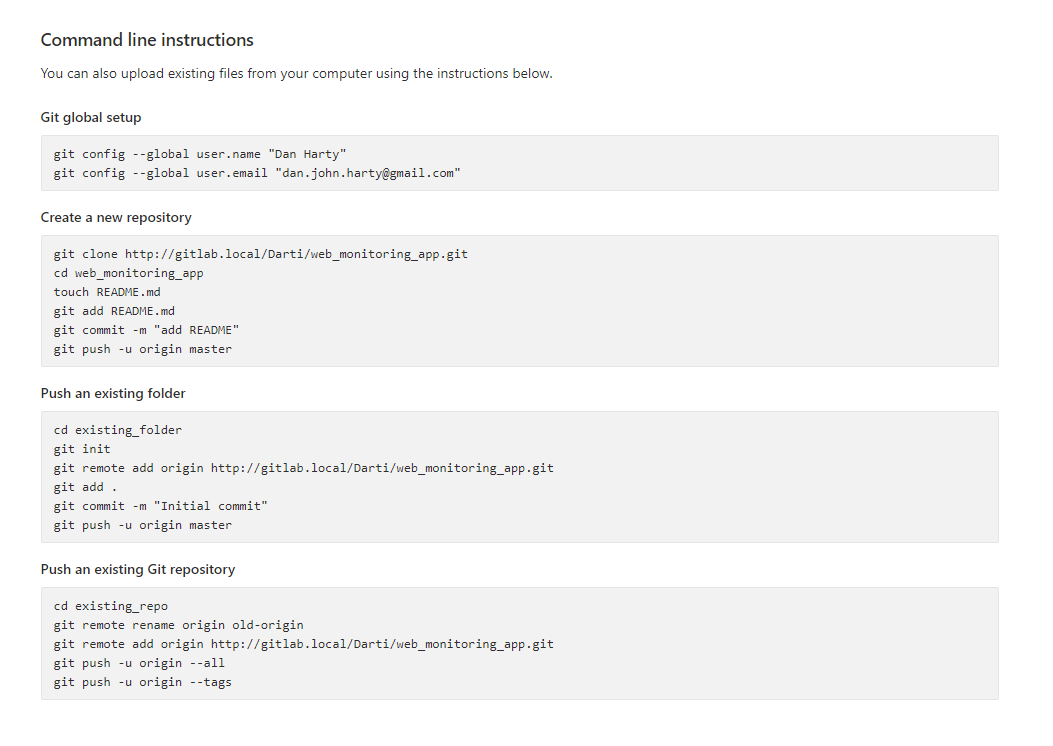 Command line instructions
You can also upload existing files from your computer using the instructions below.
Git global setup
git config --global user.name "Dan Harty"
git config --global user.email "dan.john.harty@gmail.com"
Create a new repository
git clone http://gitlab.local/Darti/web_monitoring_app.git
cd web_monitoring_app
touch README.md
git add README.md
git commit -m "add README"
git push -u origin master
Push an existing folder
cd existing_folder
git init
git remote add origin http://gitlab.local/Darti/web_monitoring_app.git
git add .
git commit -m "Initial commit"
git push -u origin master
Push an existing Git repository
cd existing_repo
git remote rename origin old-origin
git remote add origin http://gitlab.local/Darti/web_monitoring_app.git
git push -u origin --all
git push -u origin --tags